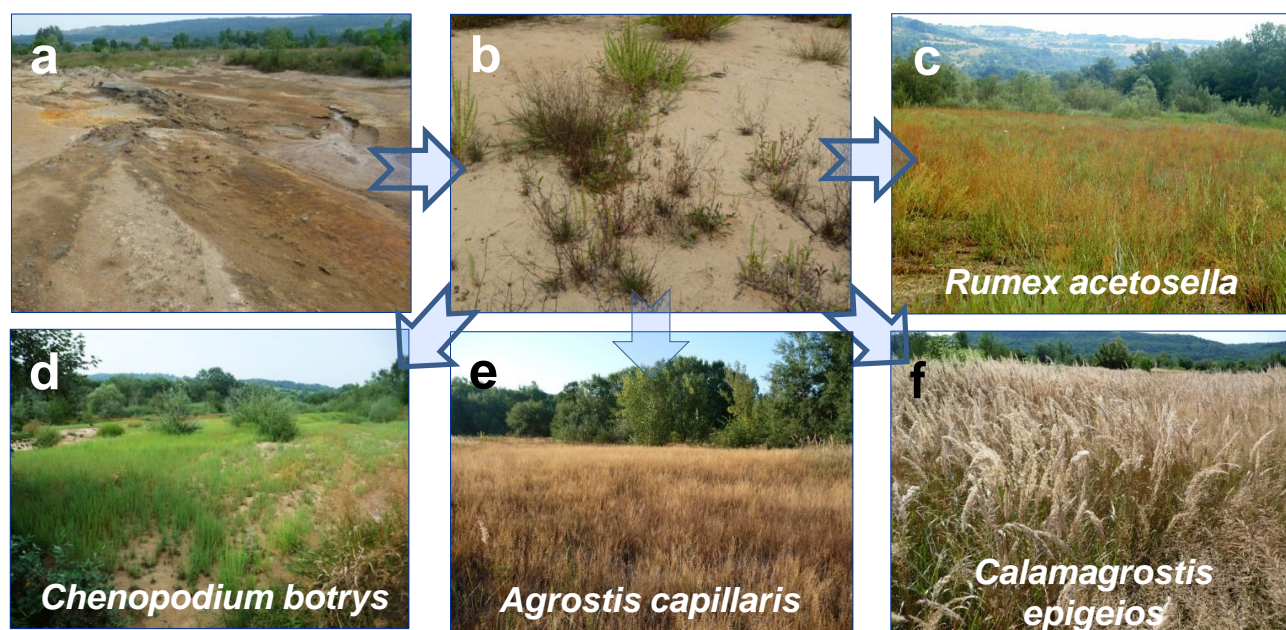 a
b
c
Rumex acetosella
d
Chenopodium botrys
e
Agrostis capillaris
f
Calamagrostis
epigeios